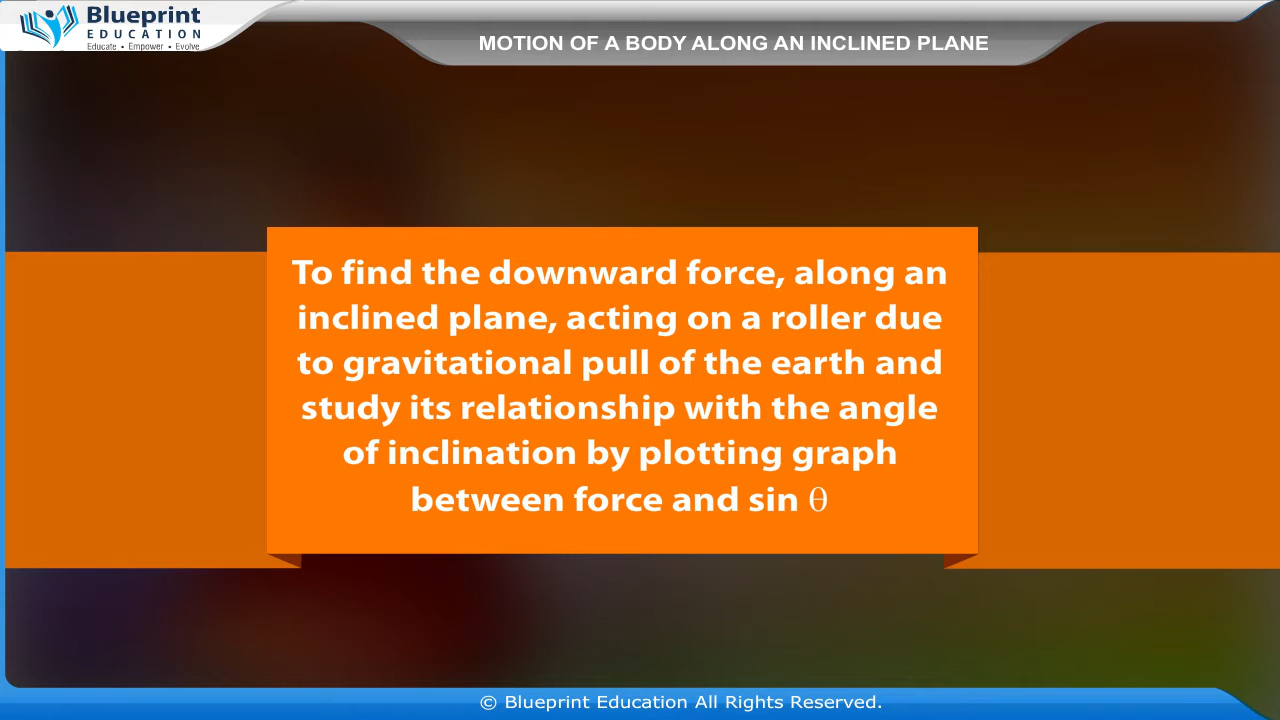 Blueprint
EDUCATION
Educate • Empower • Evolve
MOTION OF A BODY ALONG AN INCLINED PLANE
To find the downward force, along an
inclined plane, acting on a roller due
to gravitational pull of the earth and
study its relationship with the angle
of inclination by plotting graph
between force and sin θ
© Blueprint Education All Rights Reserved.